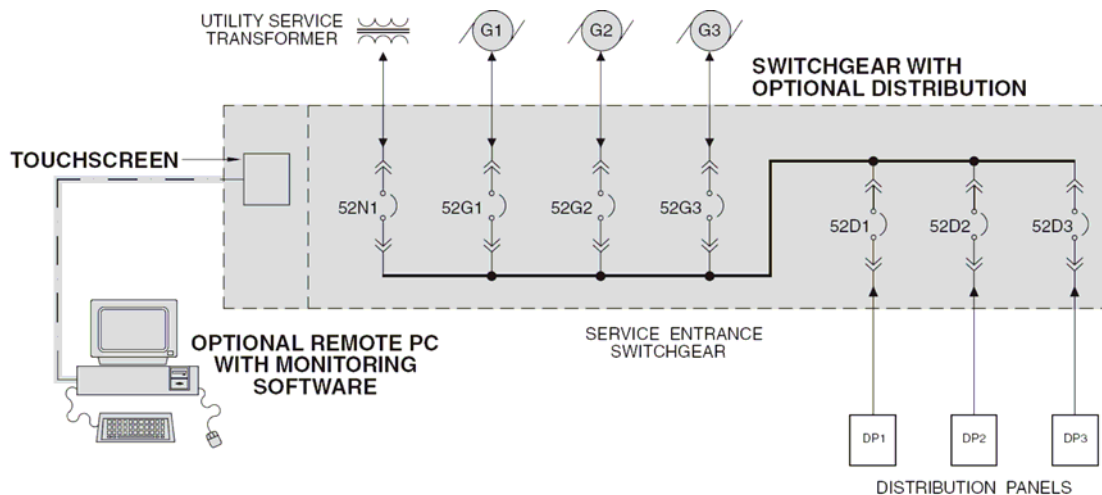 UTILITY SERVICE
TRANSFORMER
G1
G2
G3
SWITCHGEAR WITH
OPTIONAL DISTRIBUTION
TOUCHSCREEN
52N1
52G1
52G2
52G3
52D1
52D2
52D3
OPTIONAL REMOTE PC
WITH MONITORING
SOFTWARE
SERVICE ENTRANCE
SWITCHGEAR
DP1
DP2
DP3
DISTRIBUTION PANELS